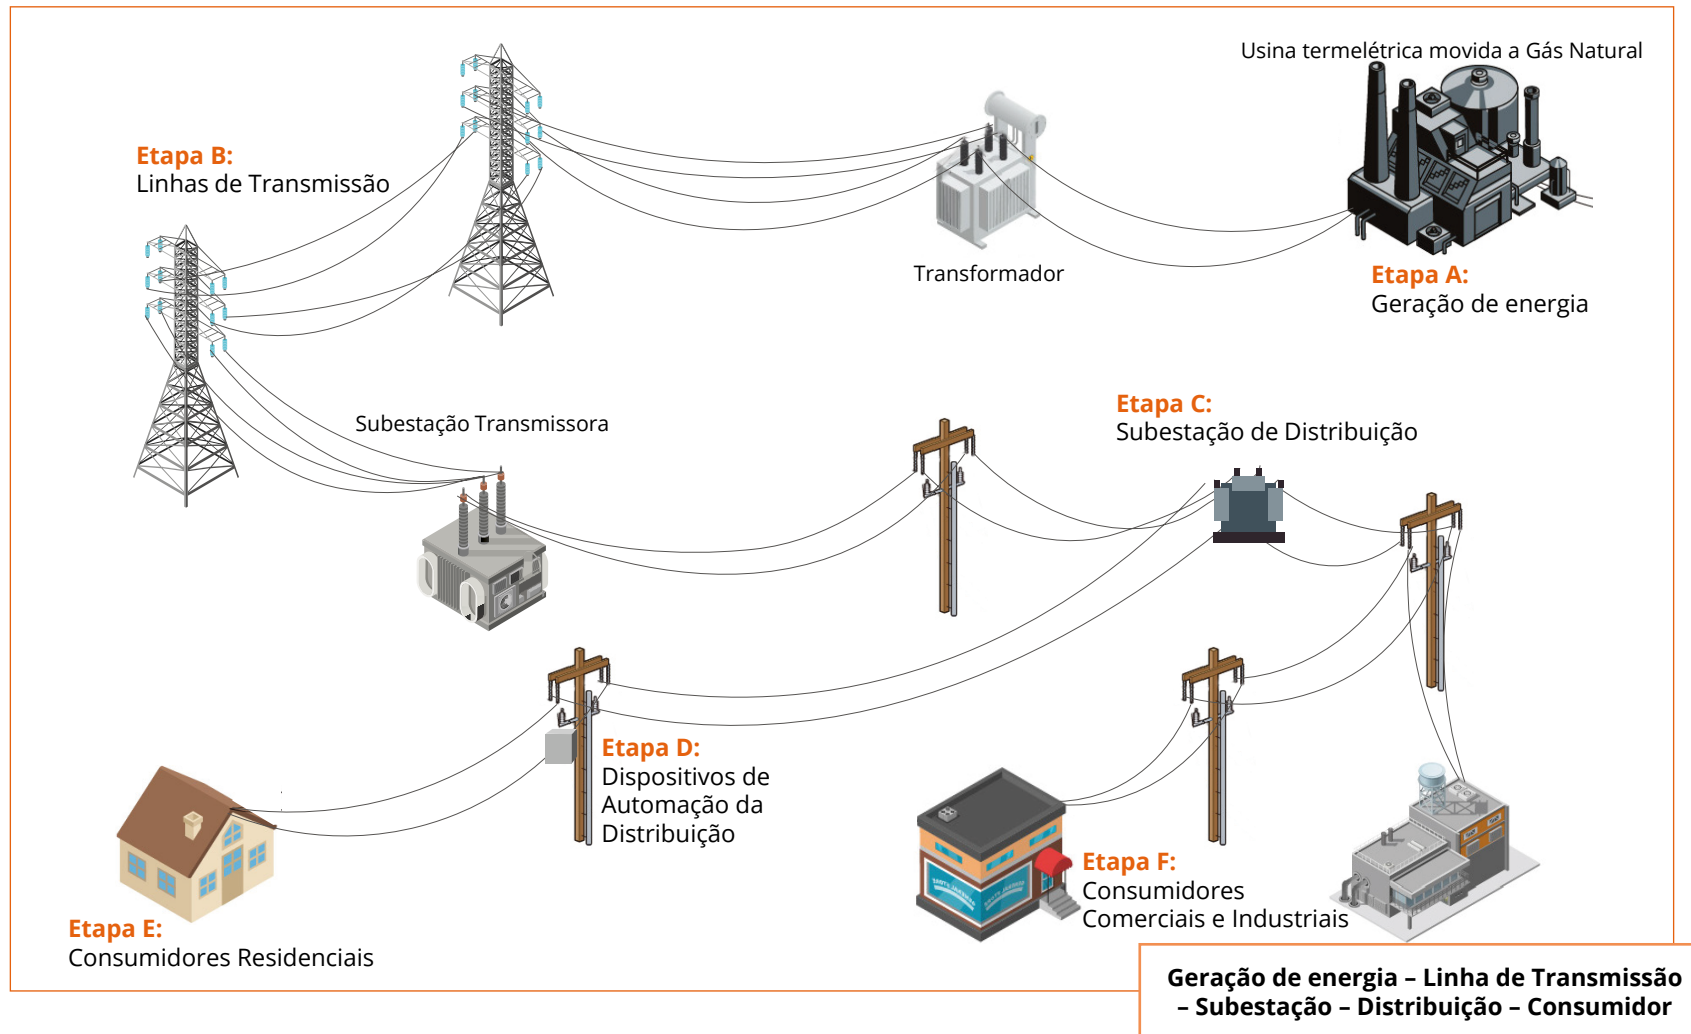 Usina termelétrica movida a Gás Natural
Etapa B:
Linhas de Transmissão
Transformador
Etapa A:
Geração de energia
Etapa C:
Subestação de Distribuição
Subestação Transmissora
Etapa D:
Dispositivos de
Automação da
Distribuição
Etapa F:
Consumidores
Comerciais e Industriais
Etapa E:
Consumidores Residenciais
Geração de energia – Linha de Transmissão
– Subestação – Distribuição – Consumidor